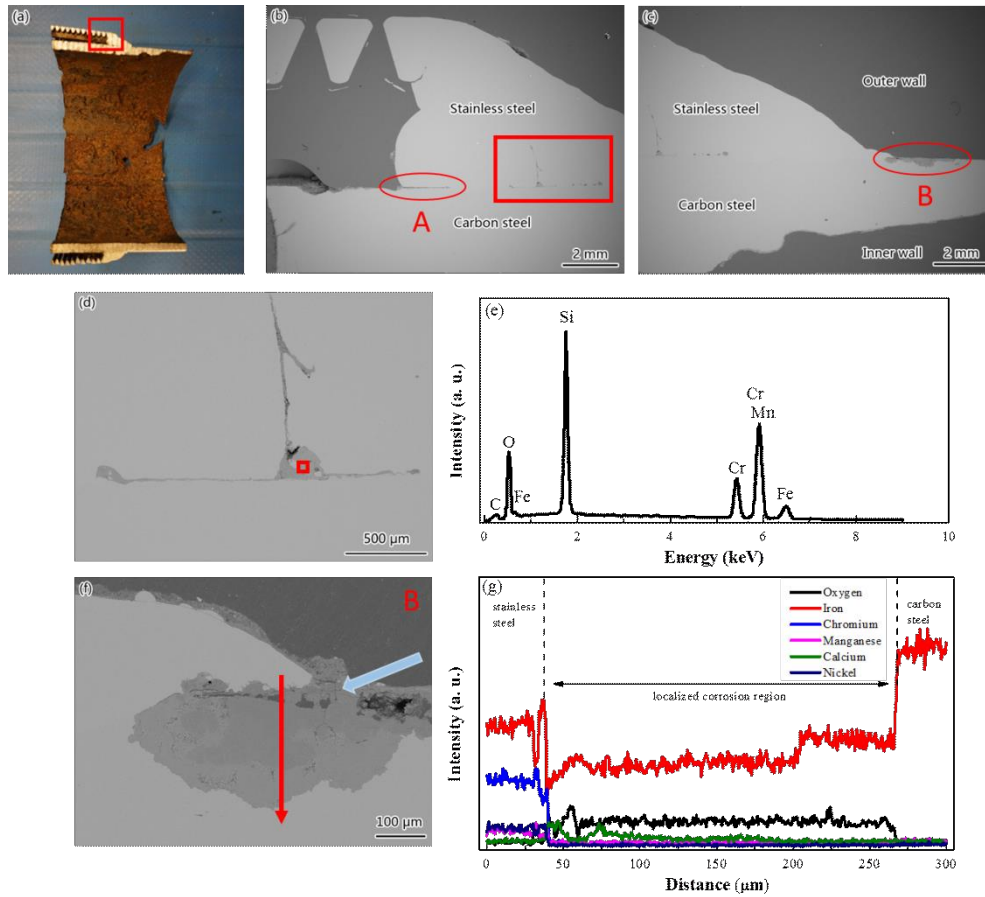 (a)
(b)
Stainless steel
A
Carbon steel
2 mm
(c)
Outer wall
Stainless steel
B
Carbon steel
Inner wall
2 mm
(d)
500 μm
(e)
Si
Cr
Mn
O
Cr
Fe
C
Fe
0 2 4 6 8 10
Intensity (a. u.)
Energy (keV)
(f)
B
100 μm
(g)
stainless
steel
Oxygen
Iron
Chromium
Manganese
Calcium
Nickel
carbon
steel
localized corrosion region
Intensity (a. u.)
0 50 100 150 200 250 300
Distance (μm)